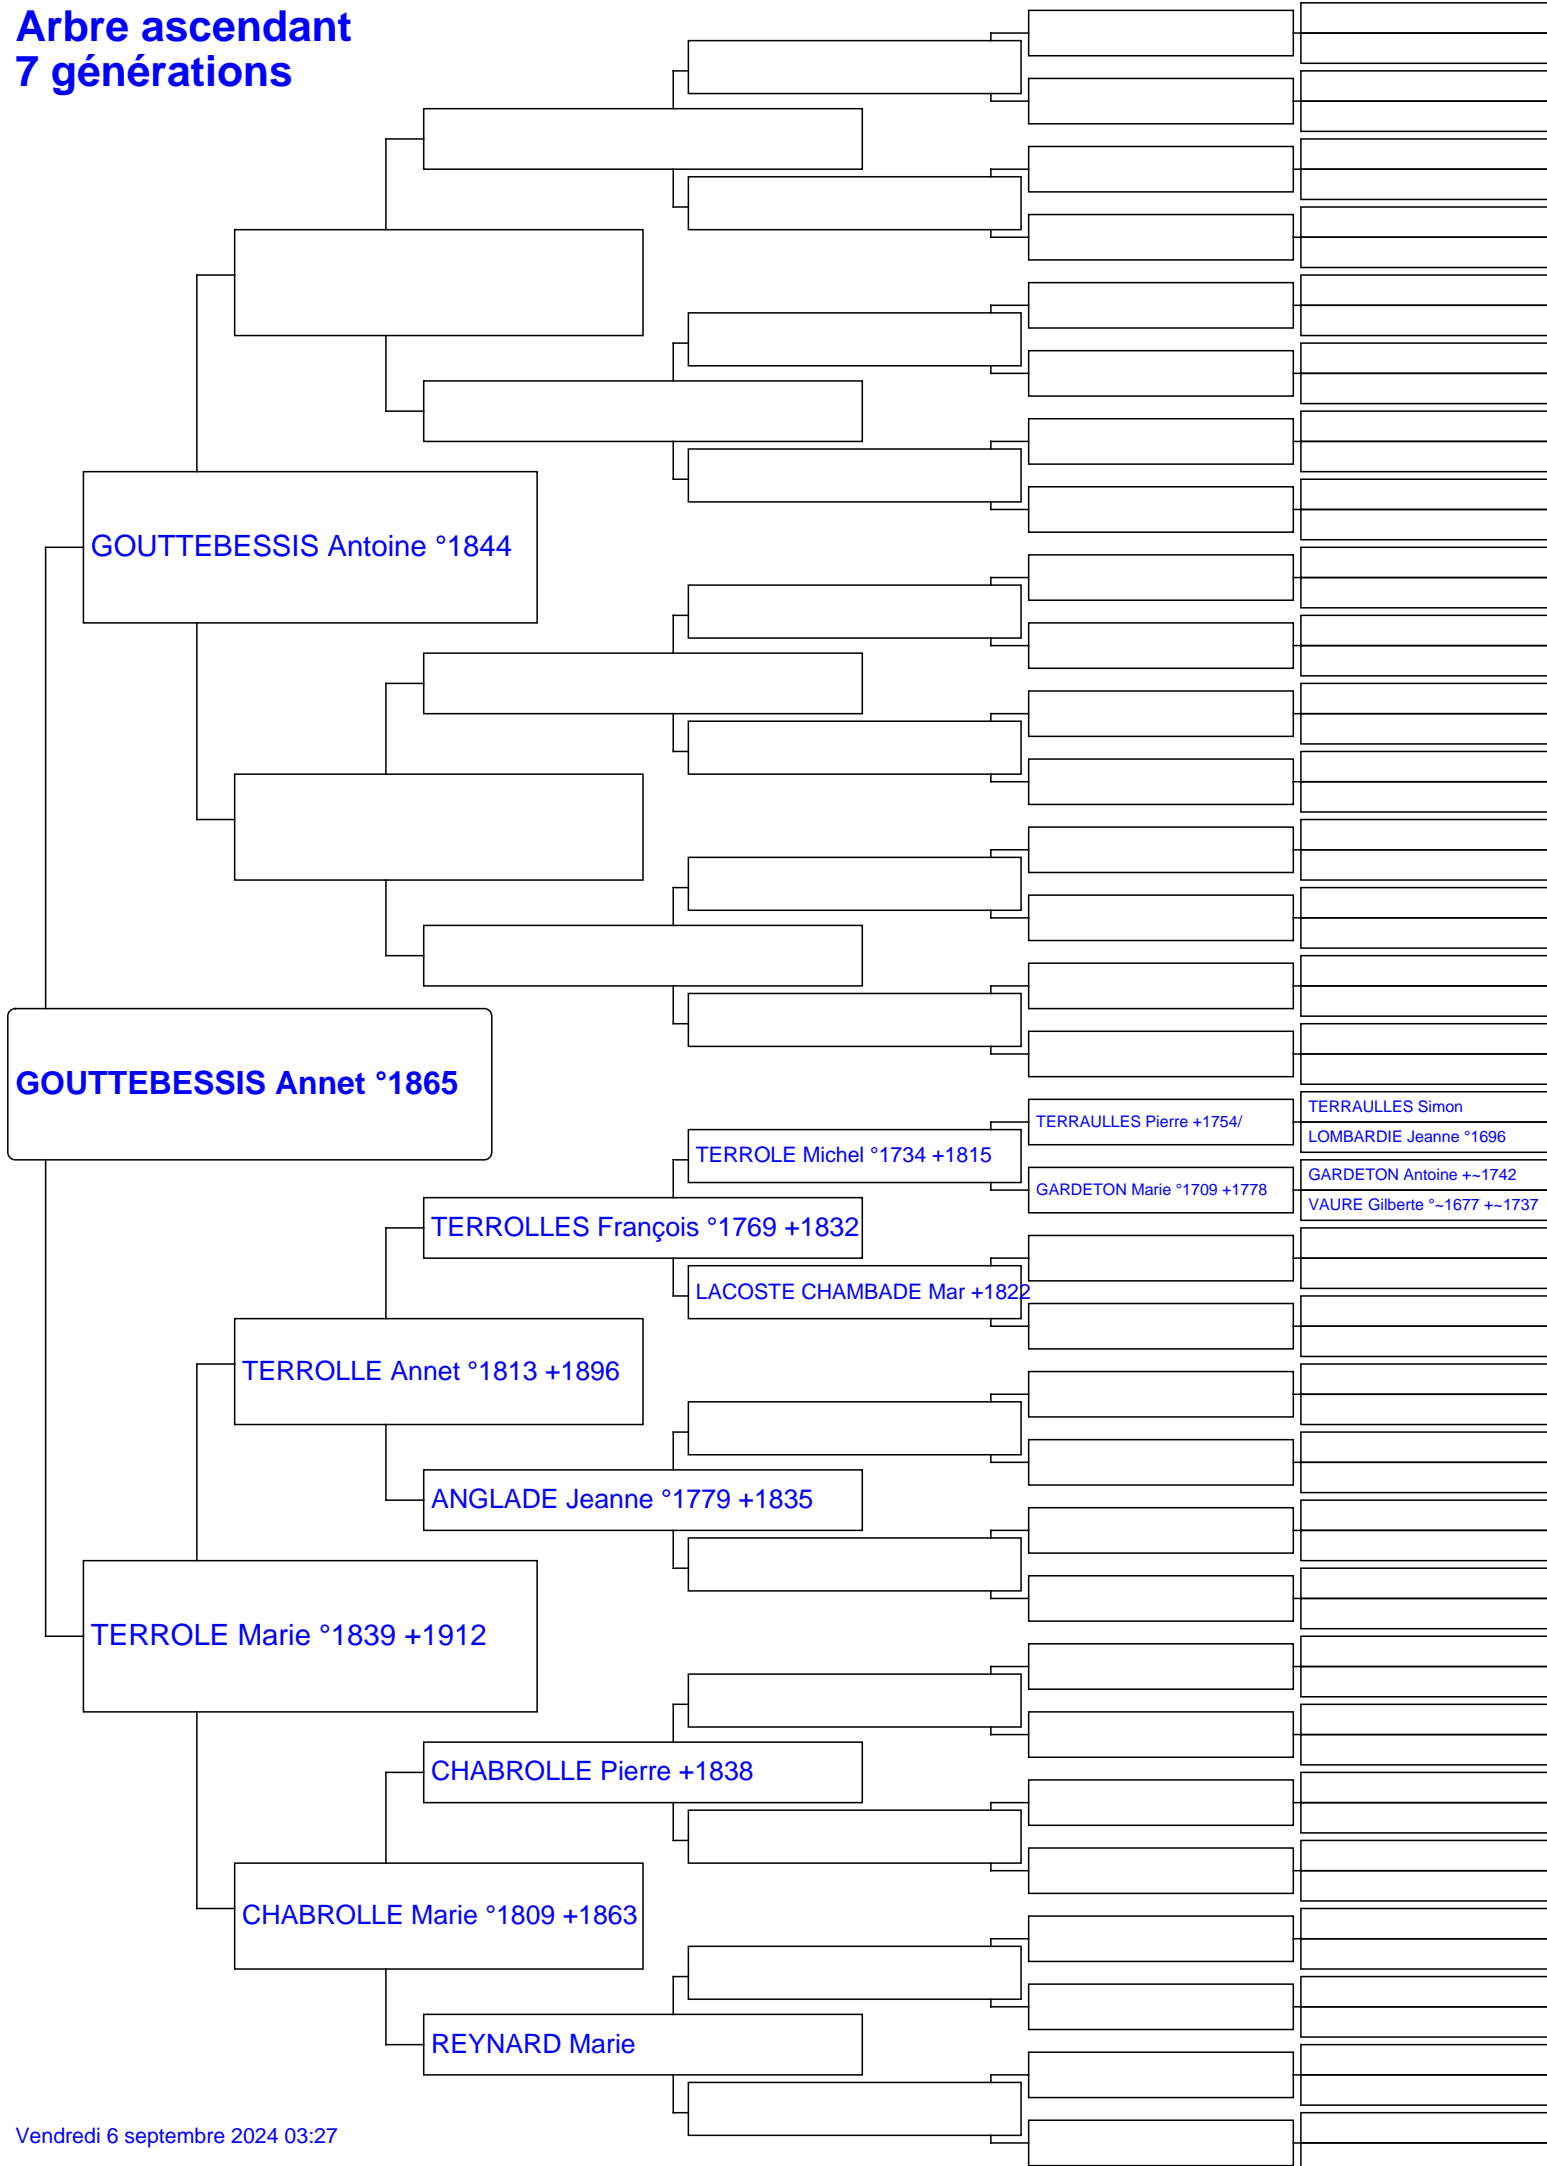 Arbre ascendant
7 générations
GOUTTEBESSIS Antoine °1844
GOUTTEBESSIS Annet °1865
TERRAULLES Pierre +1754/
TERRAULLES Simon
LOMBARDIE Jeanne °1696
TERROLE Michel °1734 +1815
GARDETON Marie °1709 +1778
GARDETON Antoine +~1742
VAURE Gilberte °~1677 +~1737
TERROLLES François °1769 +1832
LACOSTE CHAMBADE Mar +1822
TERROLLE Annet °1813 +1896
ANGLADE Jeanne °1779 +1835
TERROLE Marie °1839 +1912
CHABROLLE Pierre +1838
CHABROLLE Marie °1809 +1863
REYNARD Marie
Vendredi 6 septembre 2024 03:27